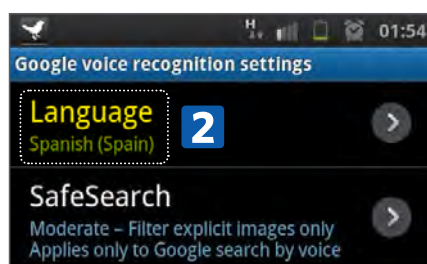 H
01:54
Google voice recognition settings
Language
Spanish (Spain)
2
SafeSearch
Moderate – Filter explicit images only
Applies only to Google search by voice